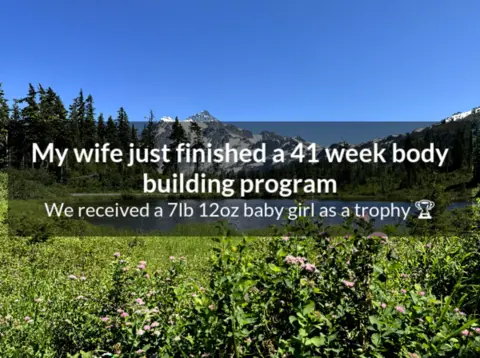 My wife just finished a 41 week body
building program
We received a 7lb 12oz baby girl as a trophy 🏆